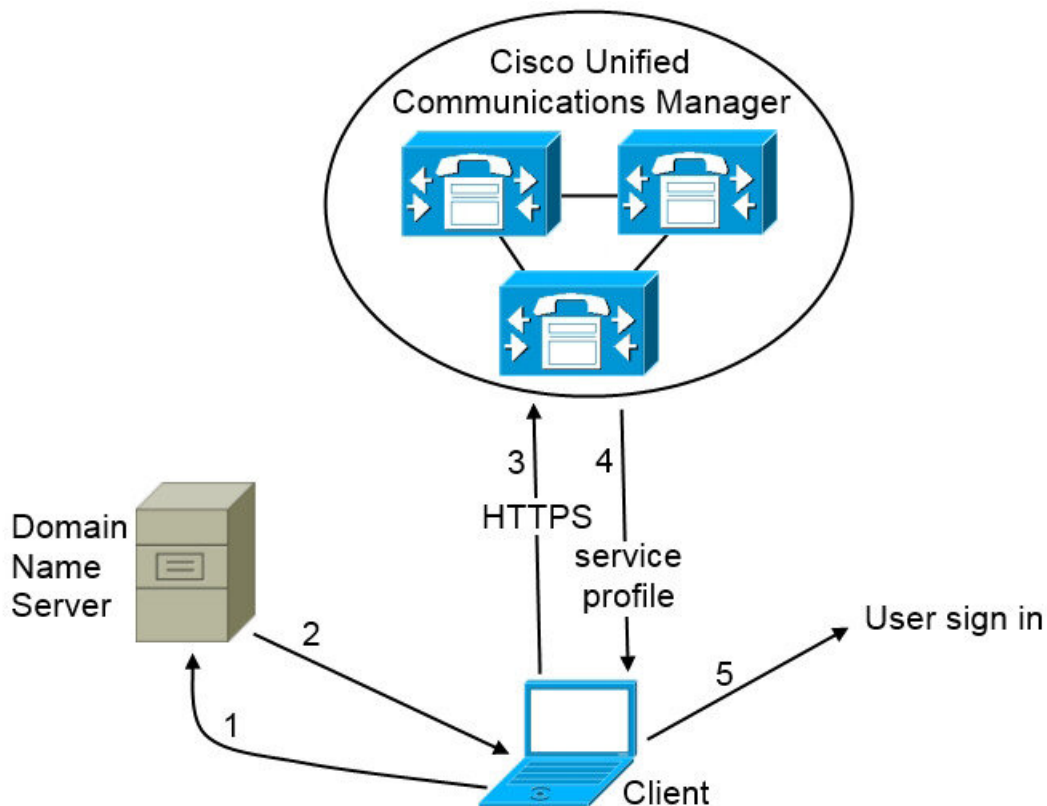 Cisco Unified
Communications Manager
3
4
HTTPS
service
profile
Domain
Name
Server
2
1
5
User sign in
Client